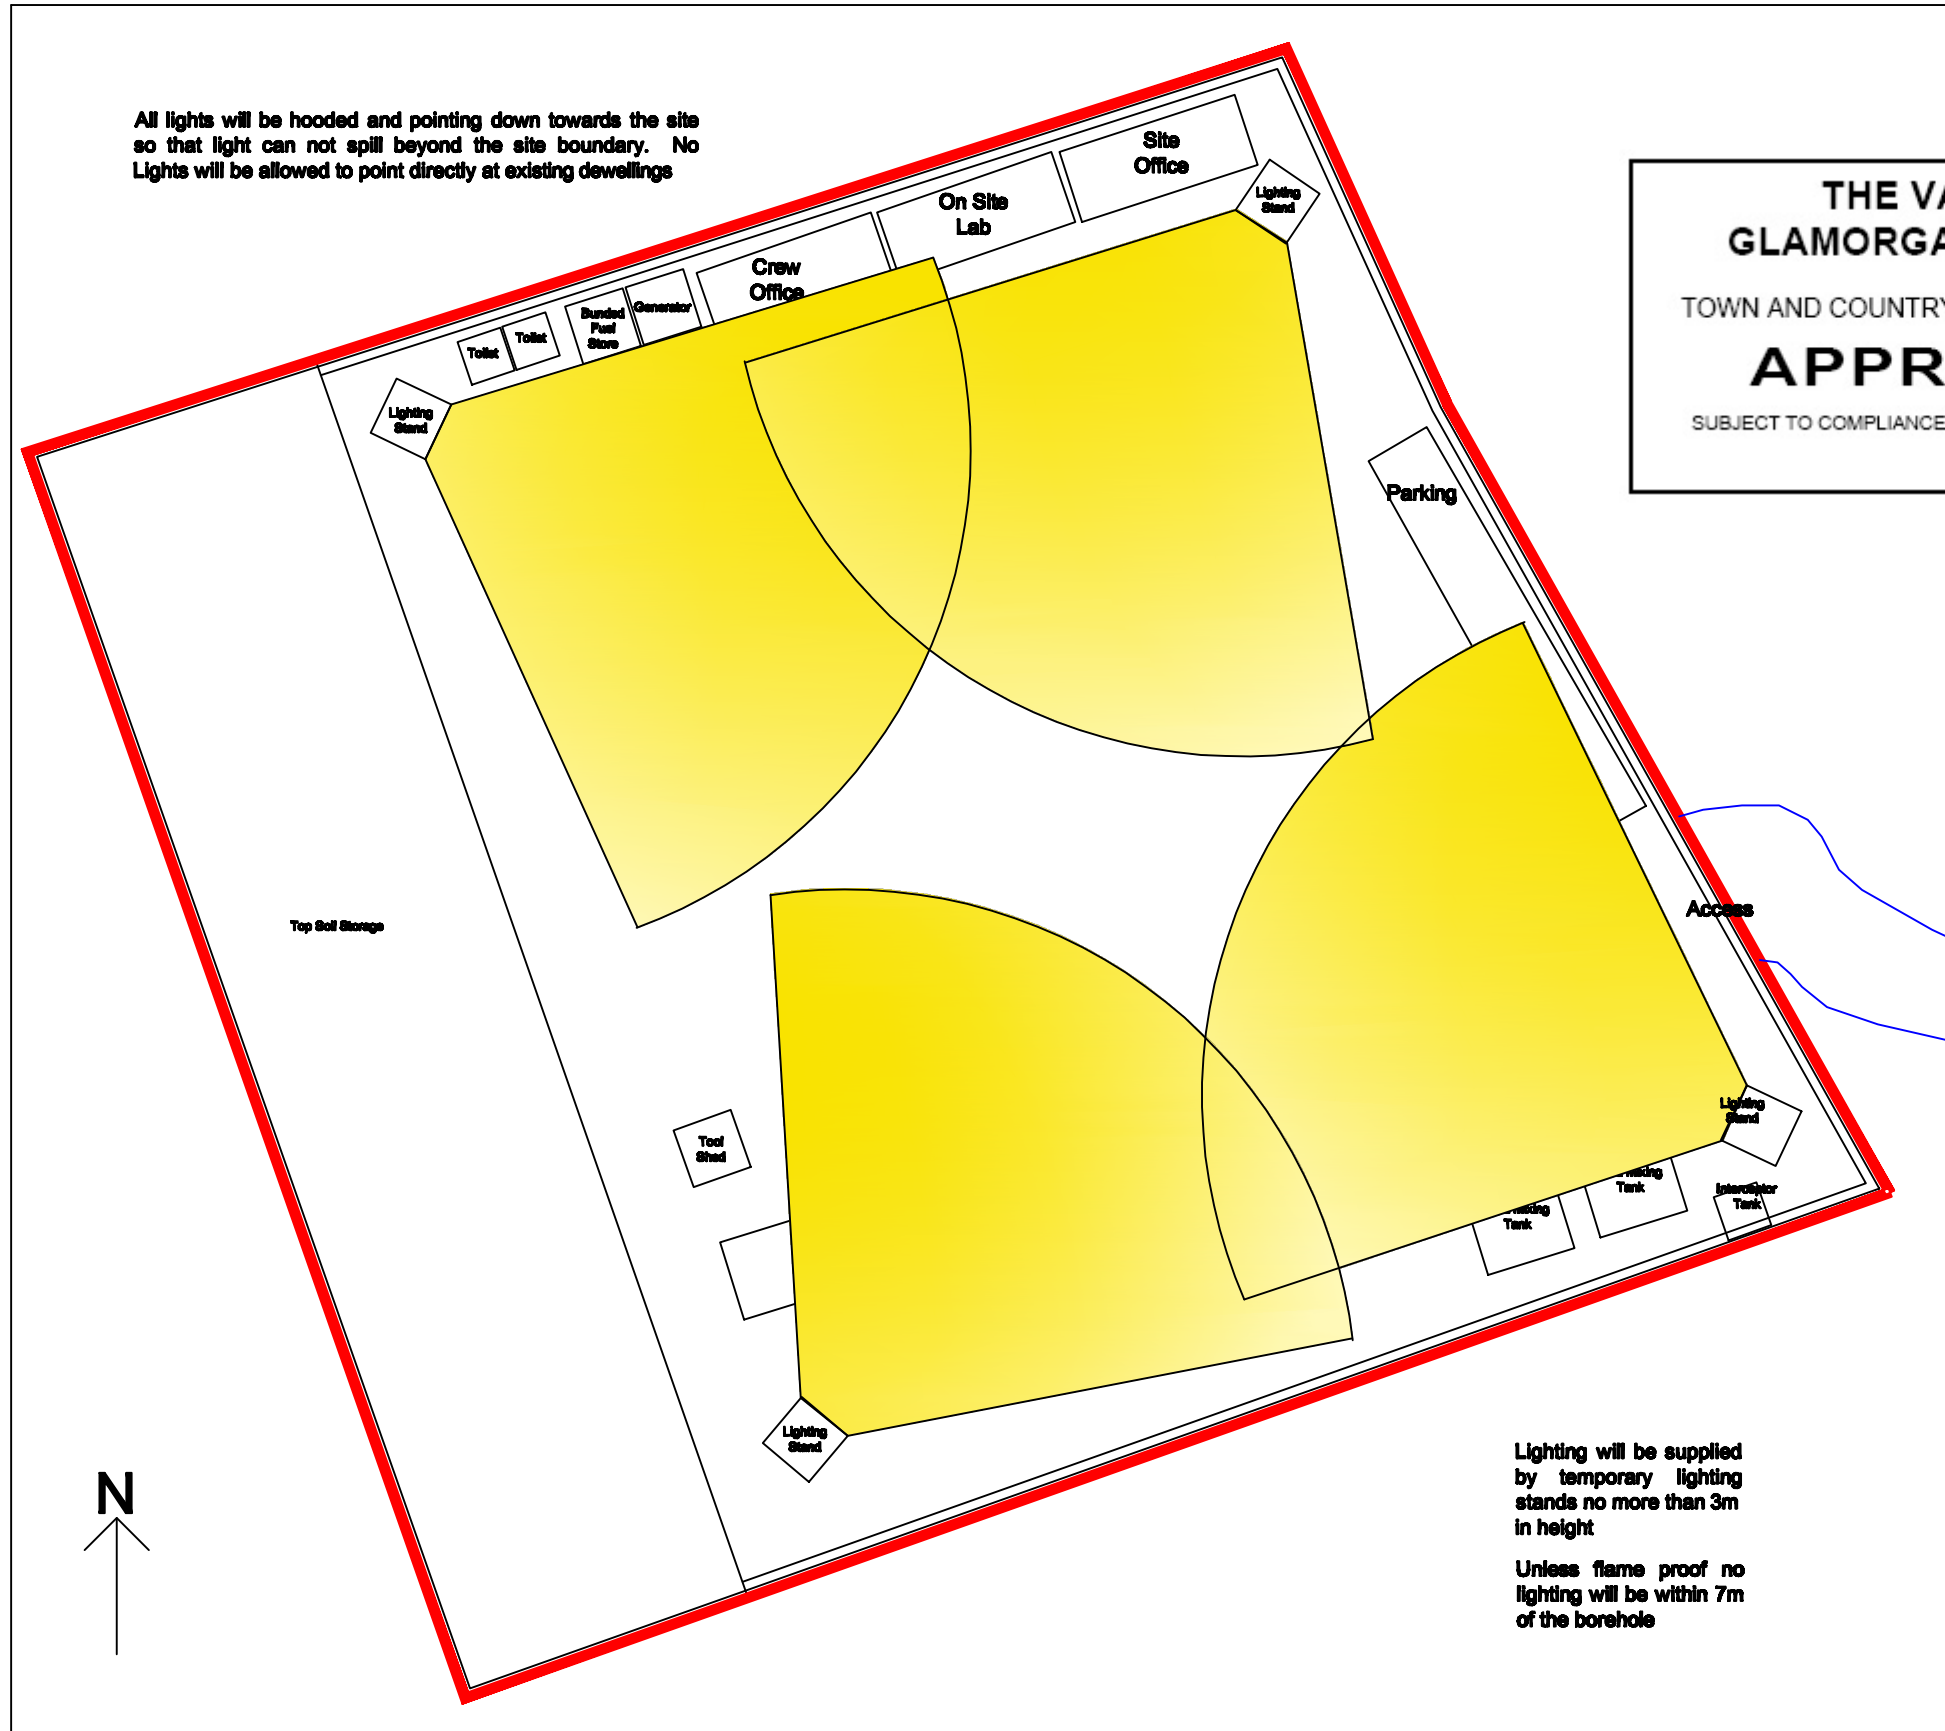 All lights will be hooded and pointing down towards the site
so that light can not spill beyond the site boundary. No
Lights will be allowed to point directly at existing dewellings
Site
Office
On Site
Lab
Crew
Office
Generator
Bunded
Fuel
Store
Toilet
Toilet
Lighting
Stand
Lighting
Stand
THE VA
GLAMORGA
TOWN AND COUNTRY
APPR
SUBJECT TO COMPLIANCE
Parking
Top Soil Storage
Access
Lighting
Stand
Tool
Shed
Tank
Tank
Interceptor
Tank
Lighting
Stand
N
Lighting will be supplied
by temporary lighting
stands no more than 3m
in height
Unless flame proof no
lighting will be within 7m
of the borehole